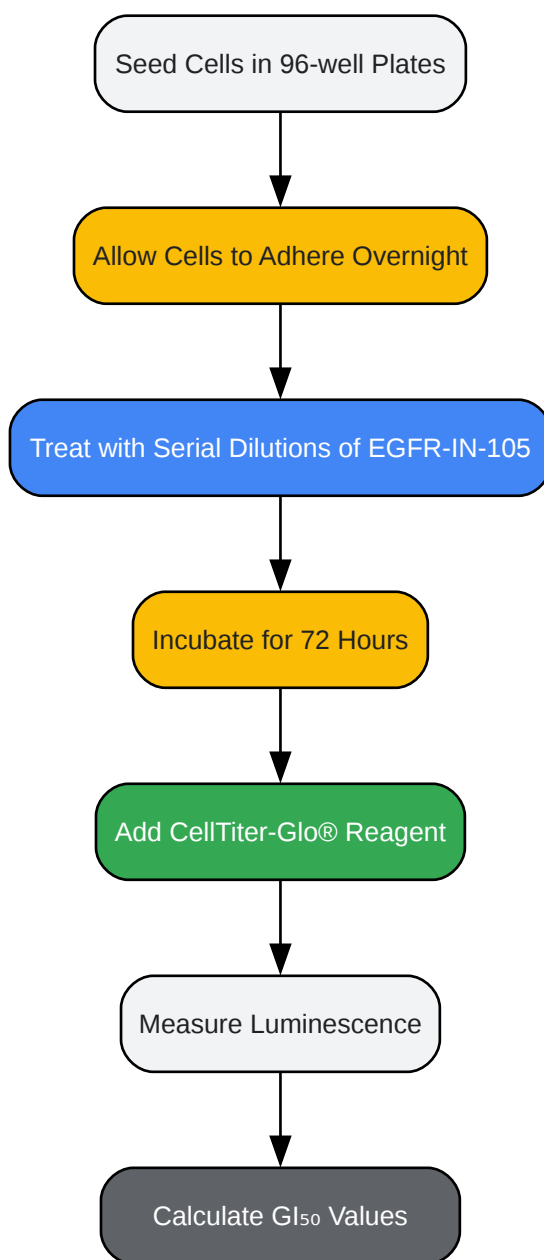 Seed Cells in 96-well Plates
Allow Cells to Adhere Overnight
Treat with Serial Dilutions of EGFR-IN-105
Incubate for 72 Hours
Add CellTiter-Glo® Reagent
Measure Luminescence
Calculate GI₅₀ Values